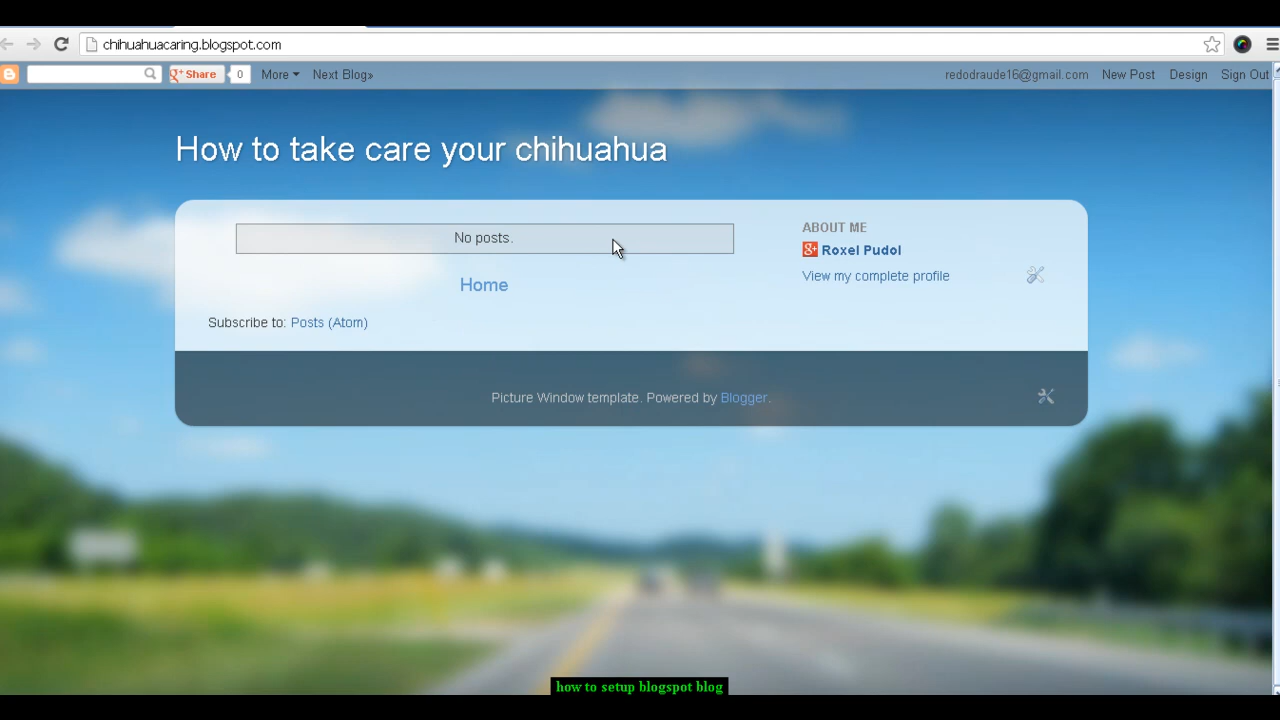 chihuahuacaring.blogspot.com
g+ Share 0 More Next Blog» redodraude16@gmail.com New Post Design Sign Out
How to take care your chihuahua
No posts.
Home
Subscribe to: Posts (Atom)
ABOUT ME
Roxel Pudol
View my complete profile
Picture Window template. Powered by Blogger.
how to setup blogspot blog